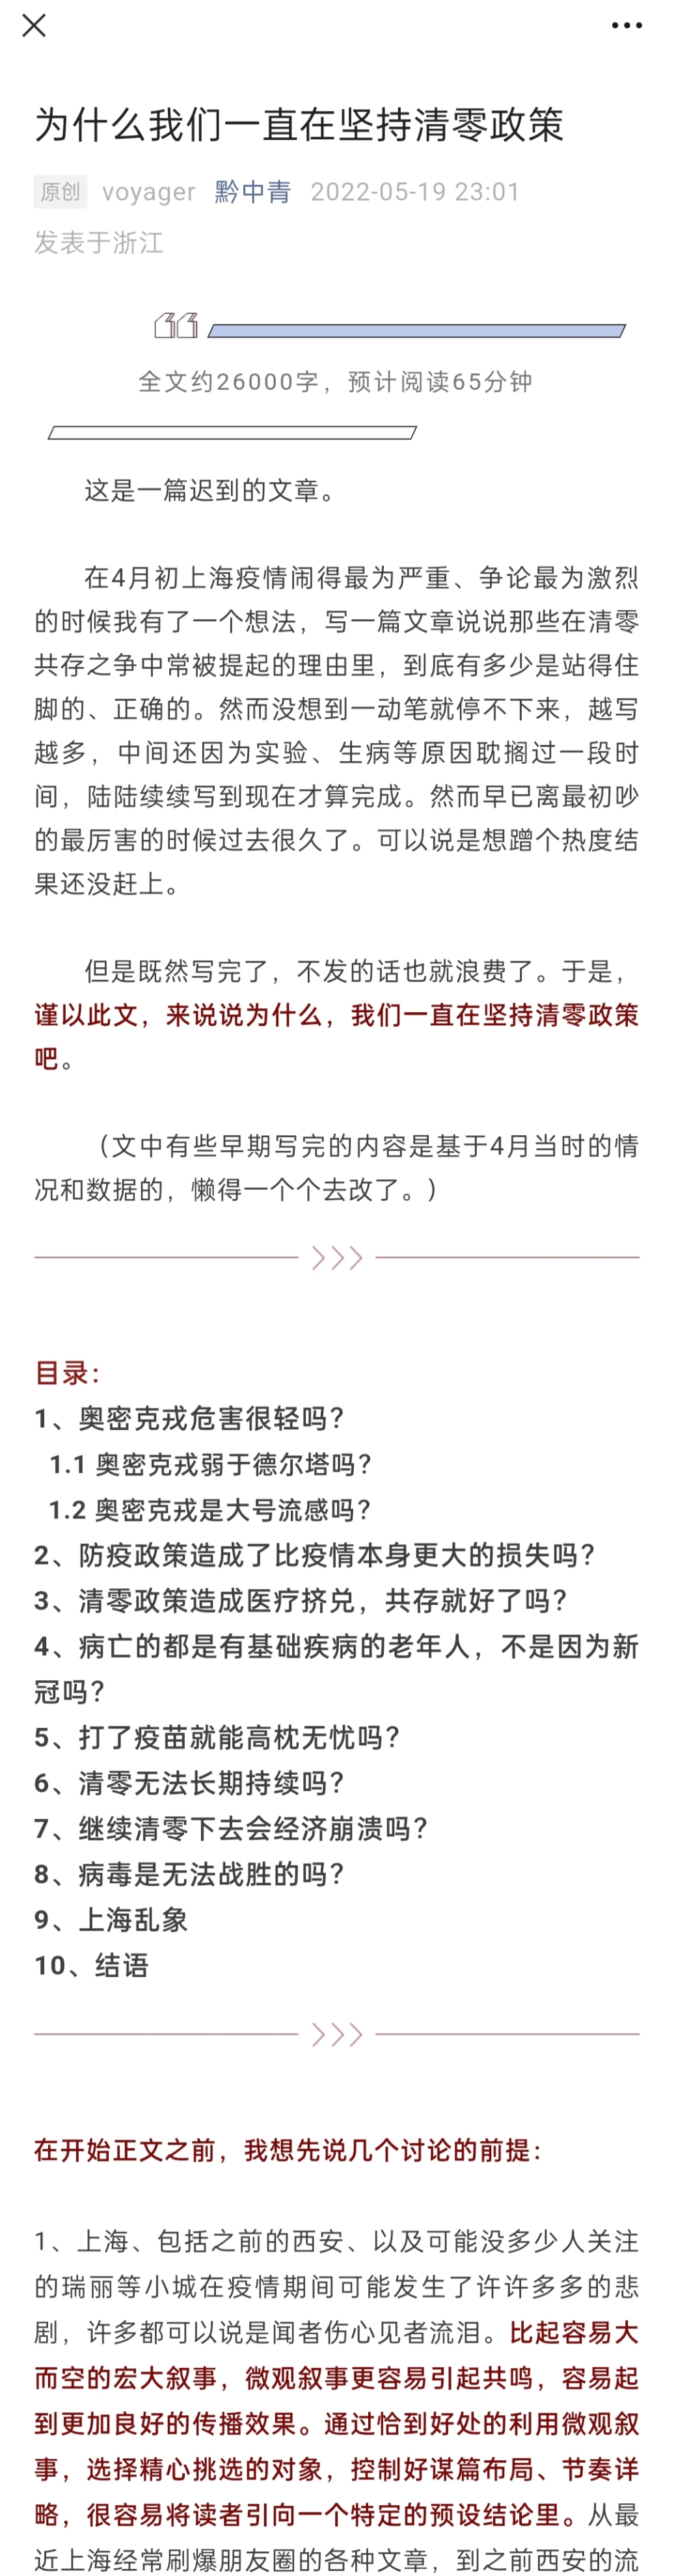 为什么我们一直在坚持清零政策
原创 voyager 黔中青 2022-05-19 23:01
发表于浙江
全文约26000字，预计阅读65分钟
这是一篇迟到的文章。
在4月初上海疫情闹得最为严重、争论最为激烈
的时候我有了一个想法，写一篇文章说说那些在清零
共存之争中常被提起的理由里，到底有多少是站得住
脚的、正确的。然而没想到一动笔就停不下来，越写
越多，中间还因为实验、生病等原因耽搁过一段时
间，陆陆续续写到现在才算完成。然而早已离最初吵
的最厉害的时候过去很久了。可以说是想蹭个热度结
果还没赶上。
但是既然写完了，不发的话也就浪费了。于是，
谨以此文，来说说为什么，我们一直在坚持清零政策
吧。
（文中有些早期写完的内容是基于4月当时的情
况和数据的，懒得一个个去改了。）
目录：
1、奥密克戎危害很轻吗？
1.1 奥密克戎弱于德尔塔吗？
1.2 奥密克戎是大号流感吗？
2、防疫政策造成了比疫情本身更大的损失吗？
3、清零政策造成医疗挤兑，共存就好了吗？
4、病亡的都是有基础疾病的老年人，不是因为新
冠吗？
5、打了疫苗就能高枕无忧吗？
6、清零无法长期持续吗？
7、继续清零下去会经济崩溃吗？
8、病毒是无法战胜的吗？
9、上海乱象
10、结语
在开始正文之前，我想先说几个讨论的前提：
1、上海、包括之前的西安、以及可能没多少人关注
的瑞丽等小城在疫情期间可能发生了许许多多的悲
剧，许多都可以说是闻者伤心见者流泪。比起容易大
而空的宏大叙事，微观叙事更容易引起共鸣，容易起
到更加良好的传播效果。通过恰到好处的利用微观叙
事，选择精心挑选的对象，控制好谋篇布局、节奏详
略，很容易将读者引向一个特定的预设结论里。从最
近上海经常刷爆朋友圈的各种文章，到之前西安的流